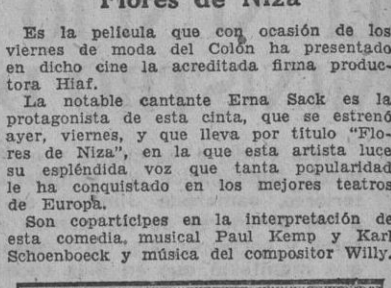 Flores de Niza
Es la película que con ocasión de los
viernes de moda del Colón ha presentado
en dicho cine la acreditada firma produc-
tora Hiaf.
La notable cantante Erna Sack es la
protagonista de esta cinta, que se estrenó
ayer, viernes, y que lleva por título "Flo-
res de Niza", en la que esta artista luce
su espléndida voz que tanta popularidad
le ha conquistado en los mejores teatros
de Europa.
Son copartícipes en la interpretación de
esta comedia, musical Paul Kemp y Karl
Schoenboeck y música del compositor Willy.